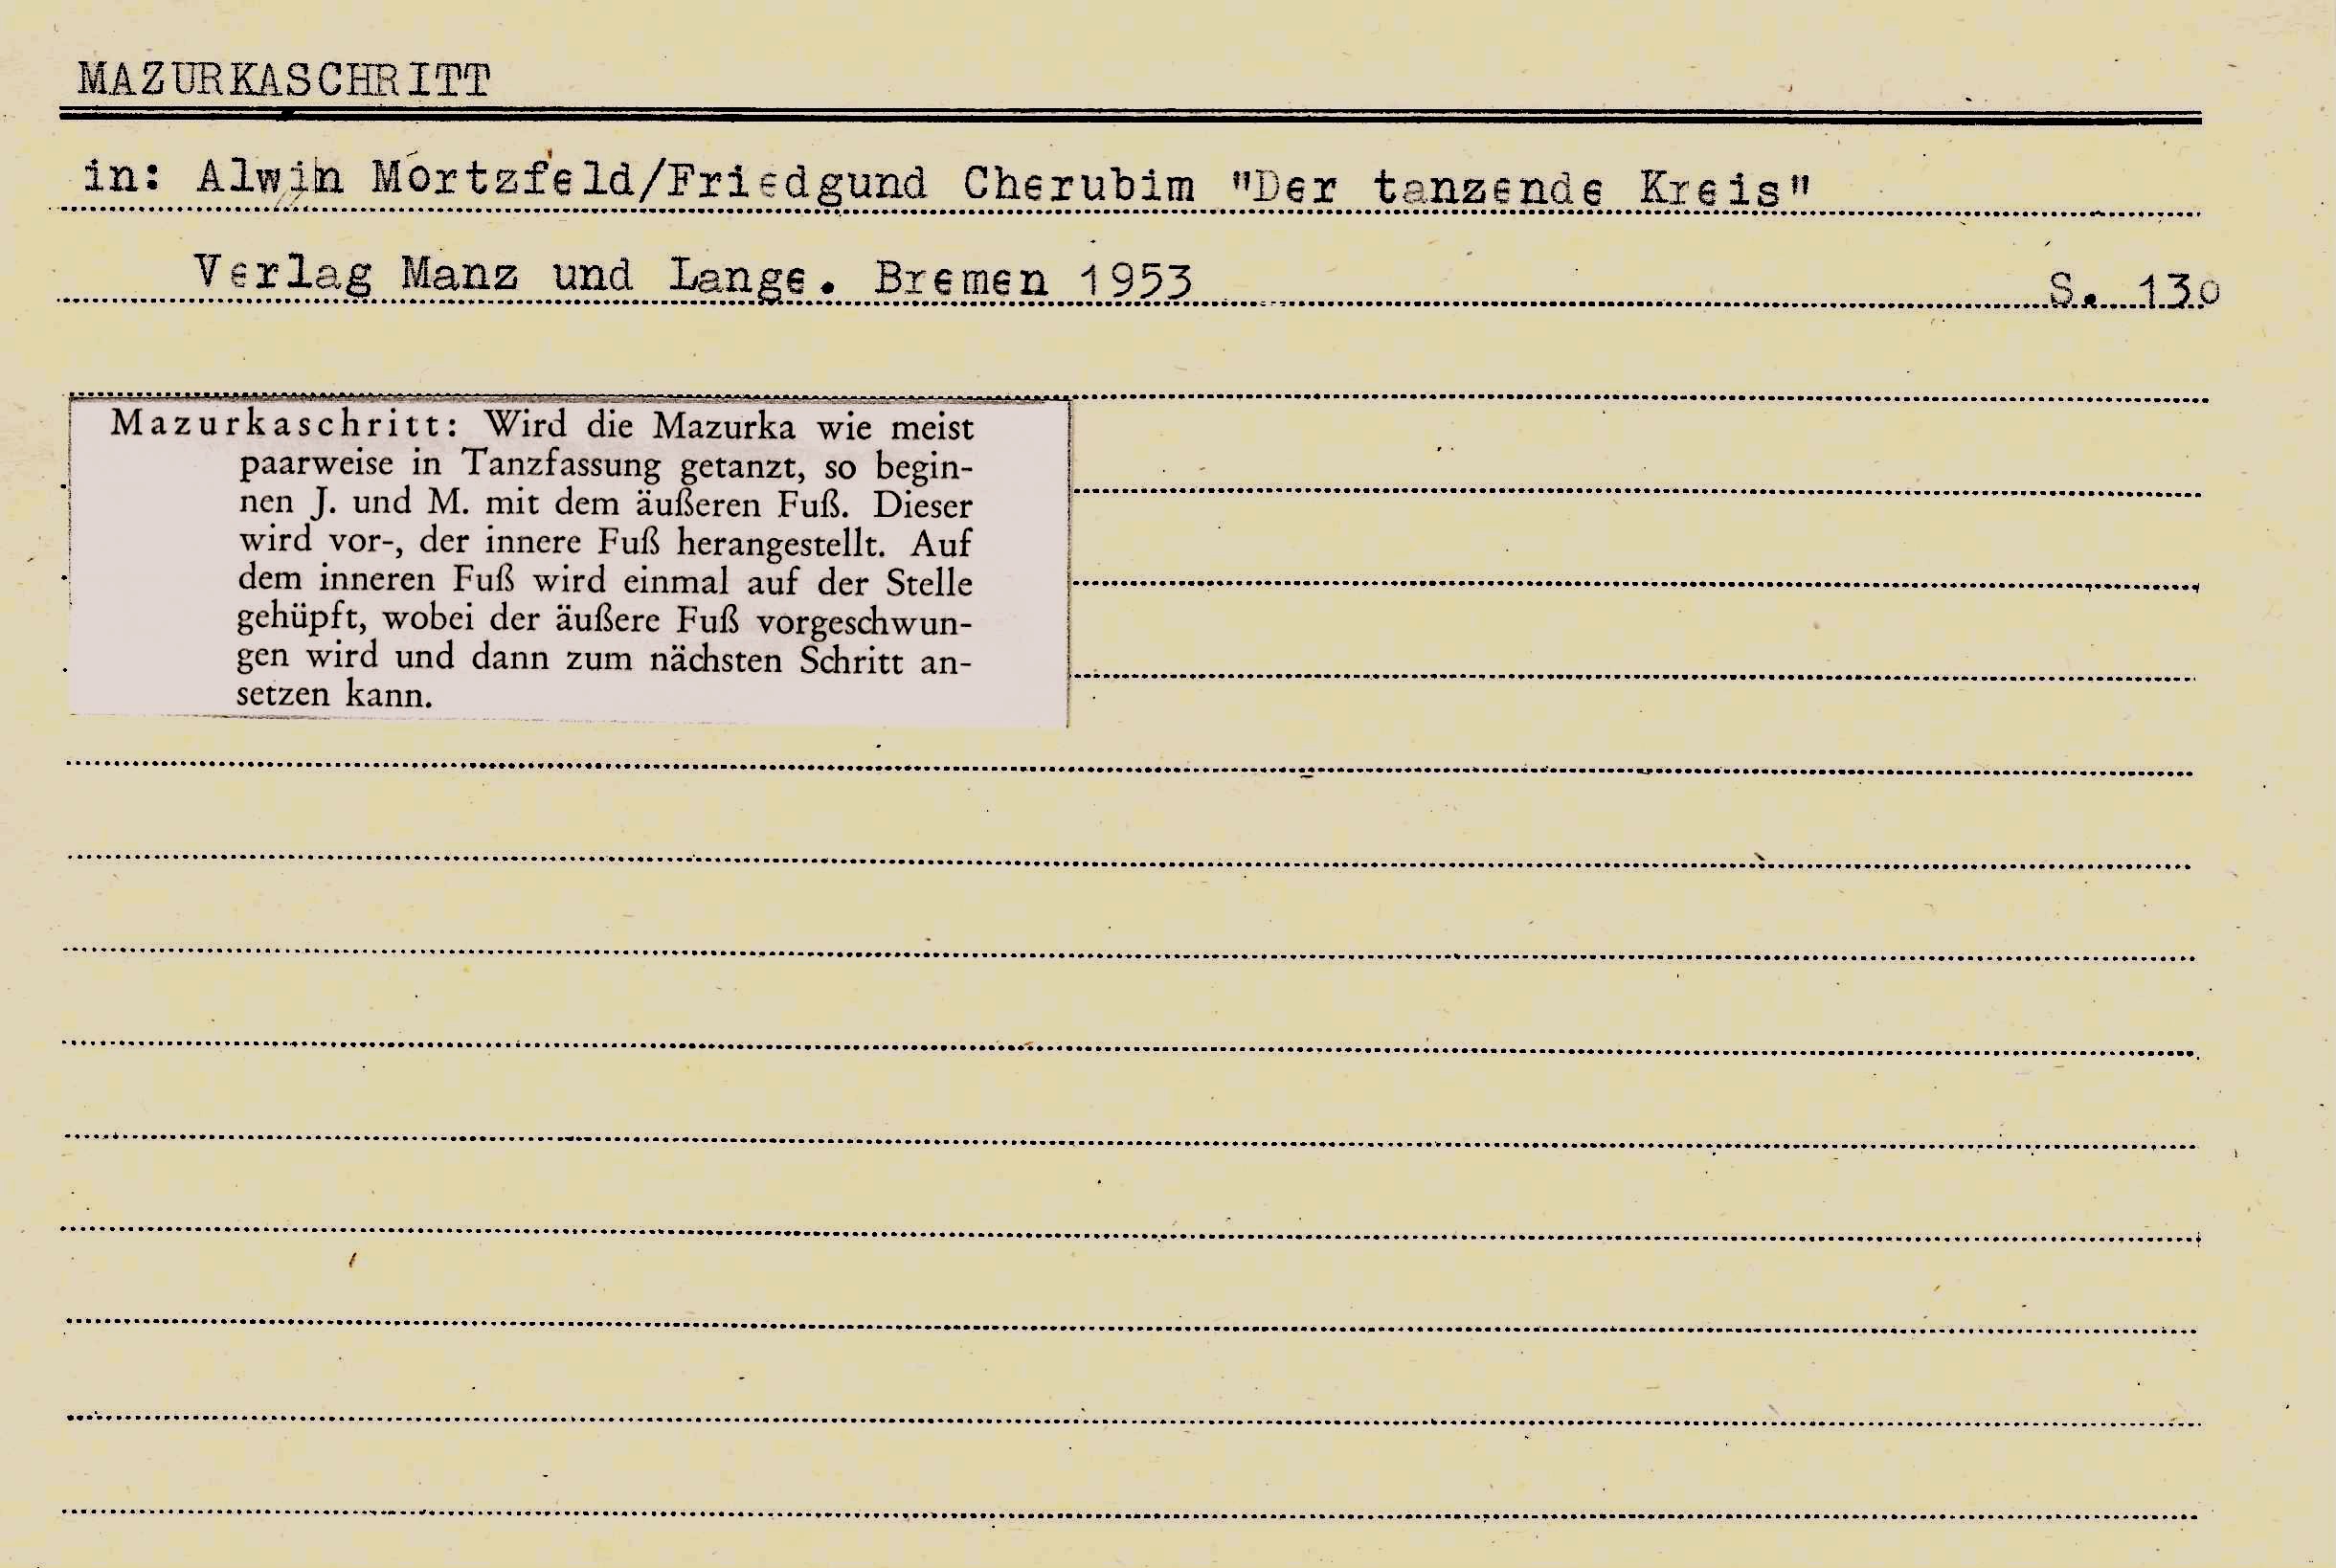 MAZURKASCHRITT
in: Alwin Mortzfeld/Friedgund Cherubim "Der tanzende Kreis"
Verlag Manz und Lange. Bremen 1953 S. 13o
Mazurkaschritt: Wird die Mazurka wie meist
paarweise in Tanzfassung getanzt, so begin-
nen J. und M. mit dem äußeren Fuß. Dieser
wird vor-, der innere Fuß herangestellt. Auf
dem inneren Fuß wird einmal auf der Stelle
gehüpft, wobei der äußere Fuß vorgeschwun-
gen wird und dann zum nächsten Schritt an-
setzen kann.